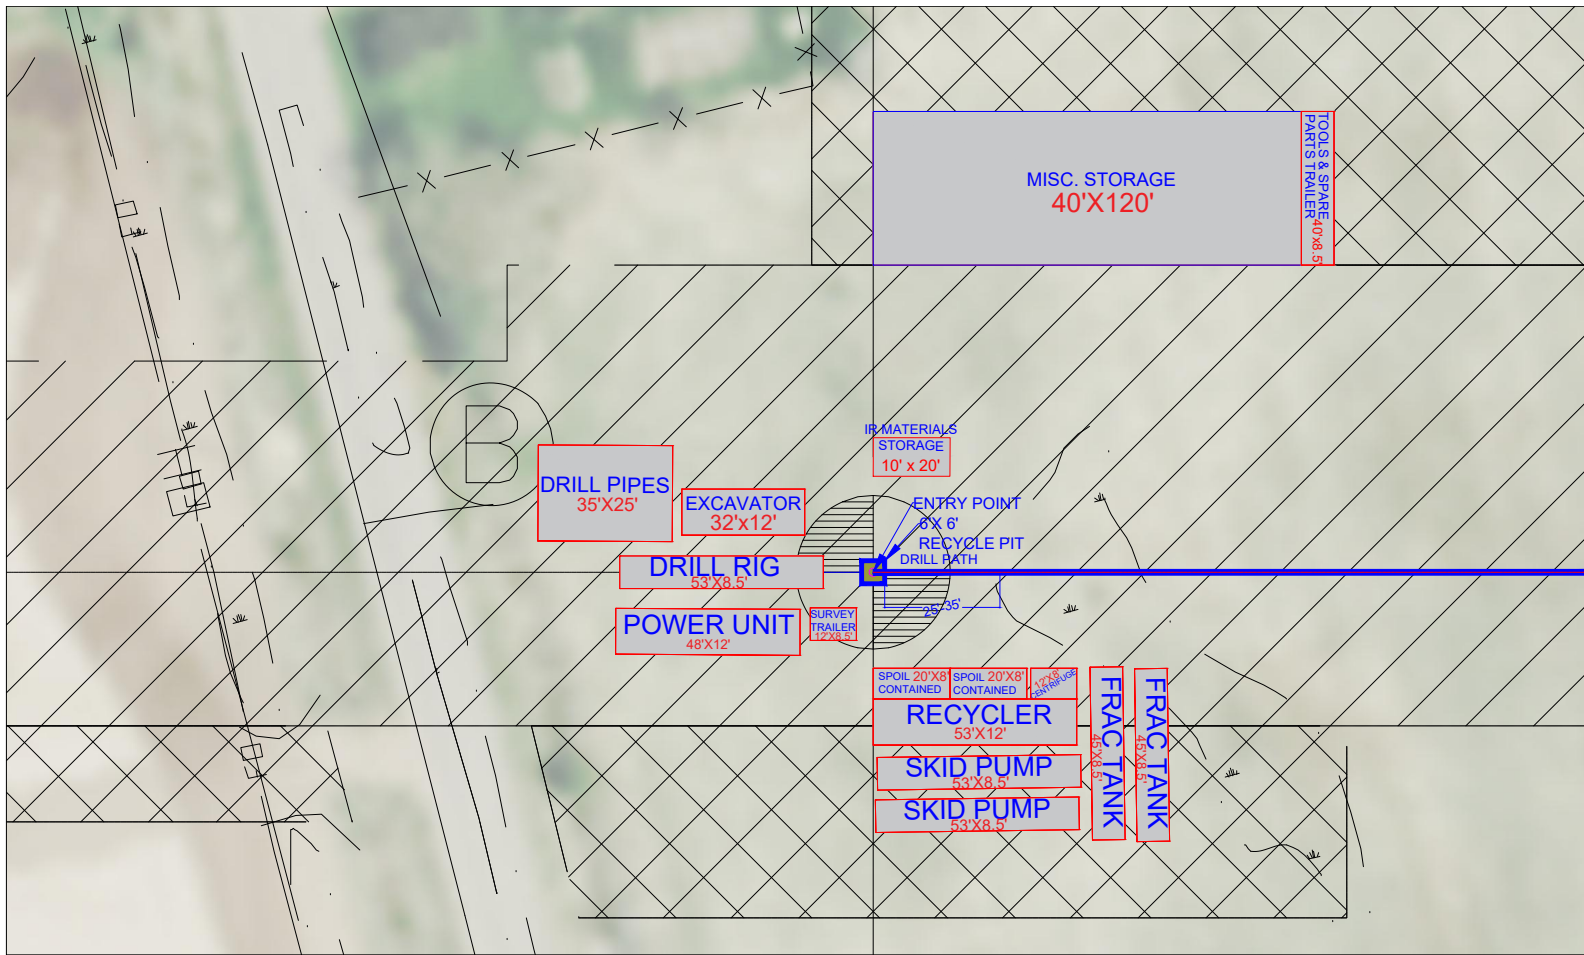 MISC. STORAGE
40'X120'
TOOLS & SPARE
PARTS TRAILER
40'x8.5'
B
IR MATERIALS
STORAGE
10' x 20'
DRILL PIPES
35'X25'
EXCAVATOR
32'x12'
ENTRY POINT
6'X 6'
RECYCLE PIT
DRILL PATH
DRILL RIG
53'X8.5'
25'-35'
POWER UNIT
48'X12'
SURVEY
TRAILER
12'X8.5'
SPOIL 20'X8'
CONTAINED
SPOIL 20'X8'
CONTAINED
12'X8'
CENTRIFUGE
RECYCLER
53'X12'
SKID PUMP
53'X8.5'
SKID PUMP
53'X8.5'
FRAC TANK
45'X8.5'
FRAC TANK
45'X8.5'
X
X
X
X
X
X